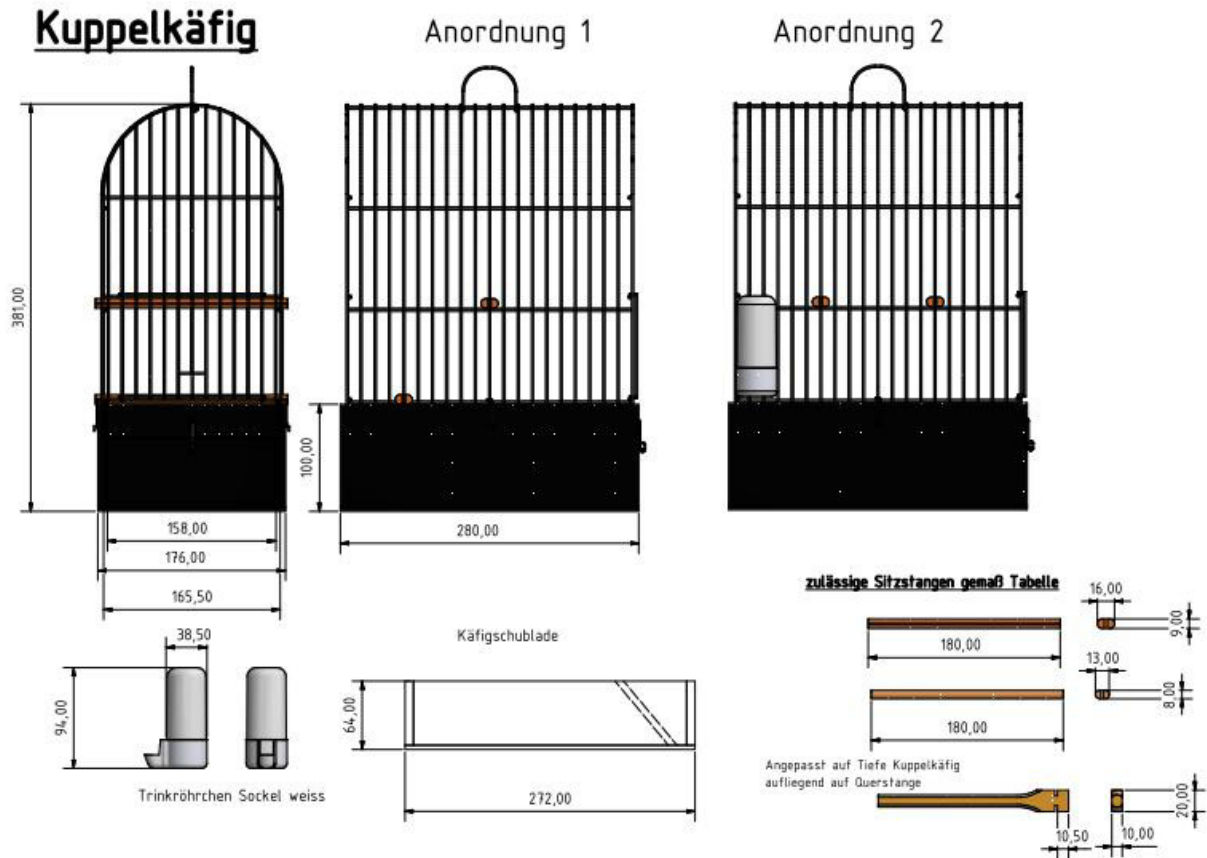 Kuppelkäfig
Anordnung 1
Anordnung 2
381,00
100,00
158,00
176,00
165,50
280,00
zulässige Sitzstangen gemaß Tabelle
16,00
9,00
180,00
13,00
8,00
180,00
38,50
94,00
Trinkröhrchen Sockel weiss
Käfigschublade
64,00
272,00
Angepasst auf Tiefe Kuppelkäfig
aufliegend auf Querstange
20,00
10,50
10,00